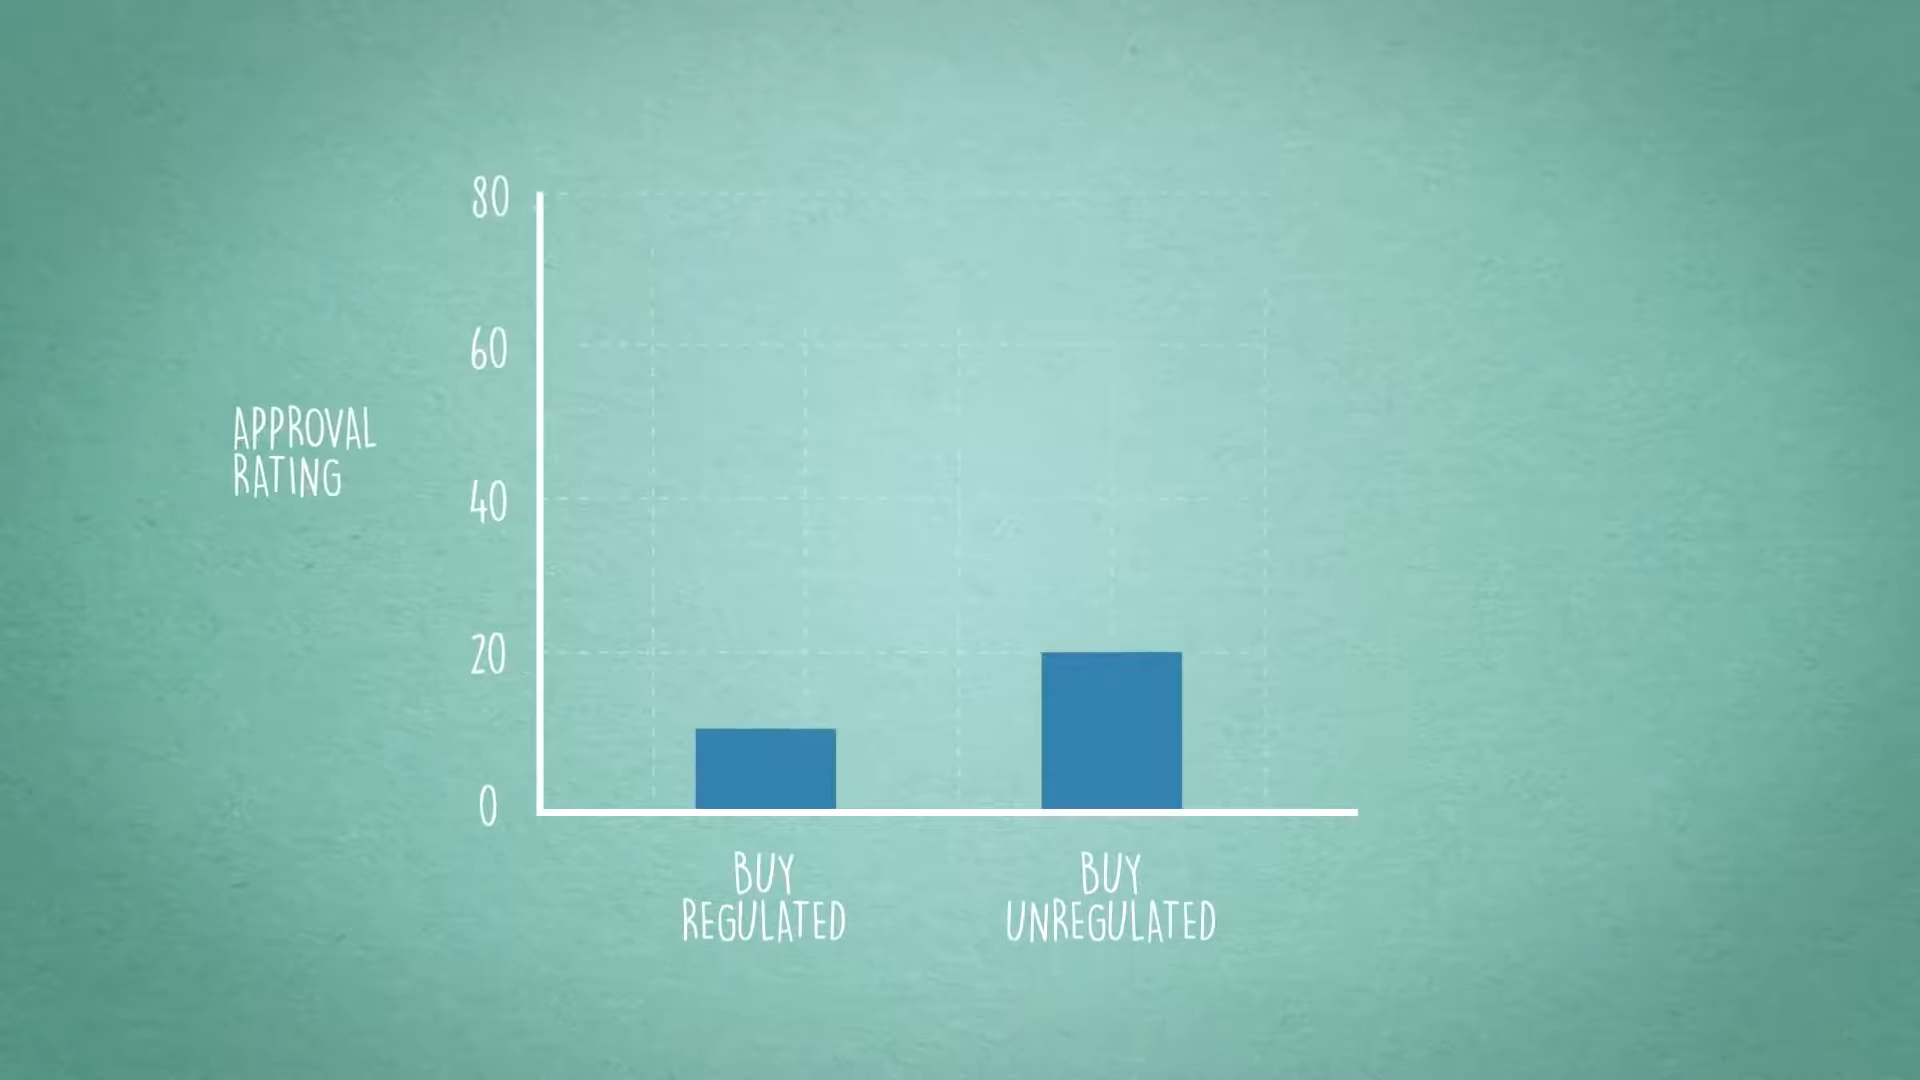 80
60
APPROVAL
RATING
40
20
0
BUY
REGULATED
BUY
UNREGULATED